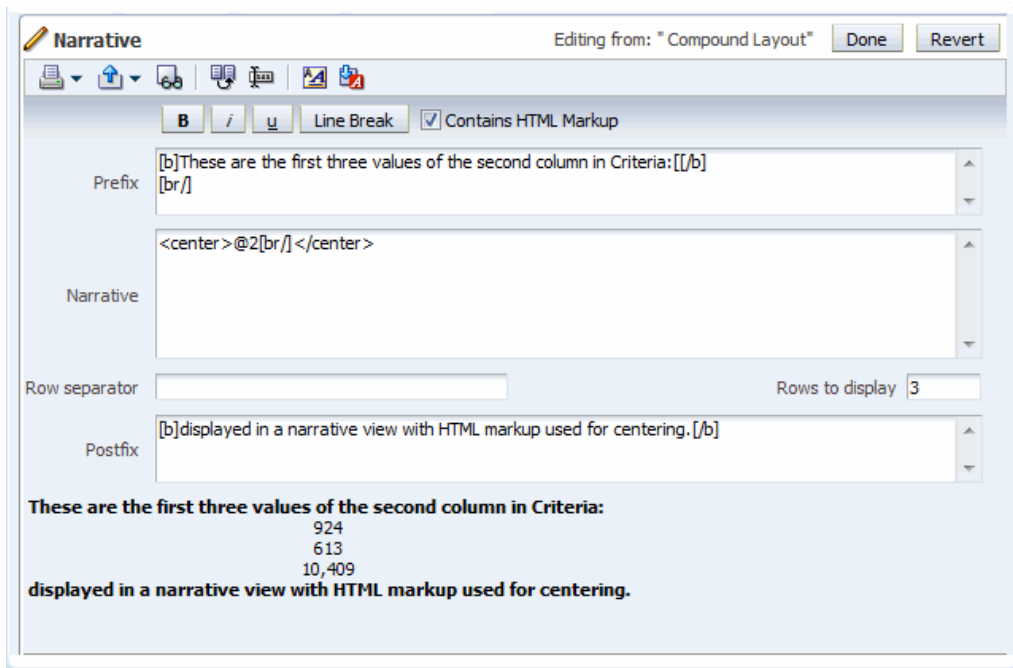 Narrative Editing from: " Compound Layout" Done Revert
B i u Line Break Contains HTML Markup
Prefix
[b]These are the first three values of the second column in Criteria:[[/b]
[br/]
Narrative
<center>@2[br/]</center>
Row separator Rows to display 3
Postfix
[b]displayed in a narrative view with HTML markup used for centering.[/b]
These are the first three values of the second column in Criteria:
924
613
10,409
displayed in a narrative view with HTML markup used for centering.